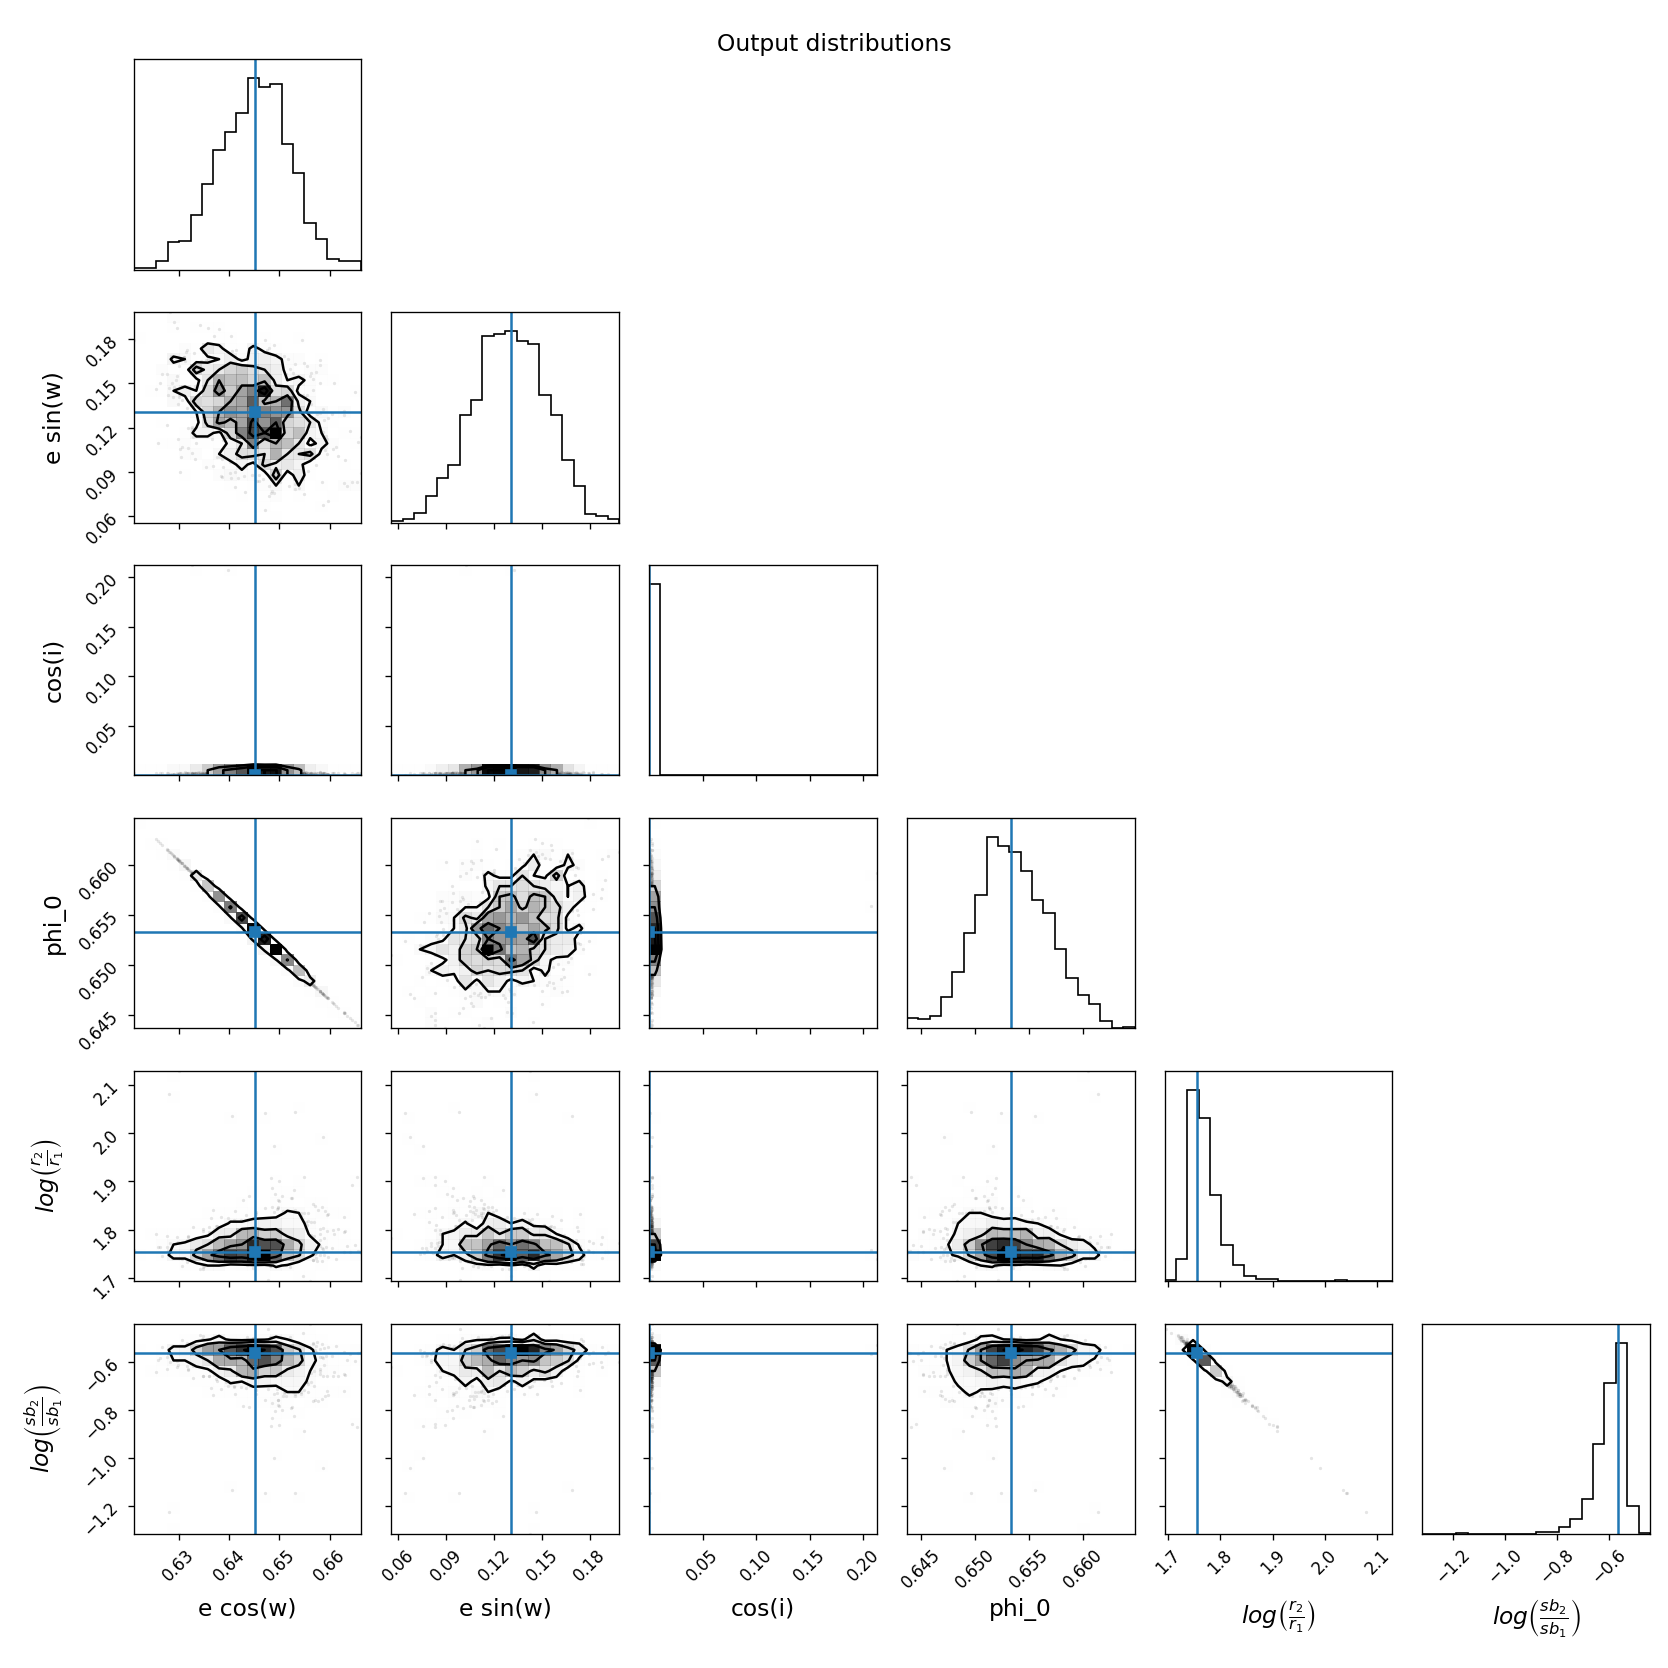 Output distributions
e sin(w)
0.18
0.15
0.12
0.09
0.06
cos(i)
0.20
0.15
0.10
0.05
phi_0
0.660
0.655
0.650
0.645
log(r₂/r₁)
2.1
2.0
1.9
1.8
1.7
log(sb₂/sb₁)
−0.6
−0.8
−1.0
−1.2
0.63 0.64 0.65 0.66
0.06 0.09 0.12 0.15 0.18
0.05 0.10 0.15 0.20
0.645 0.650 0.655 0.660
1.7 1.8 1.9 2.0 2.1
−1.2 −1.0 −0.8 −0.6
e cos(w)
e sin(w)
cos(i)
phi_0
log(r₂/r₁)
log(sb₂/sb₁)